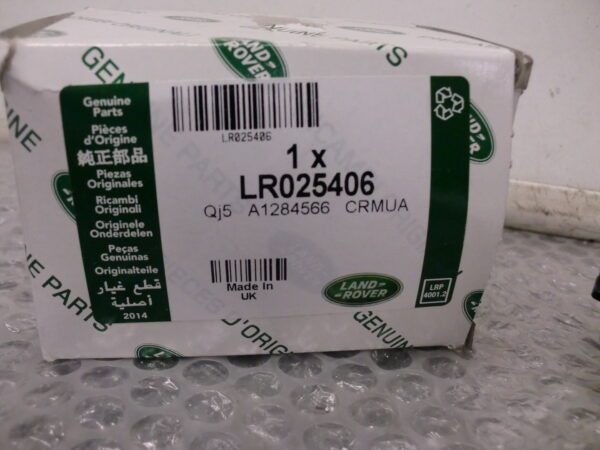 LAND
ROVER
GENUINE PARTS
Genuine
Parts
Pièces
d'Origine
純正部品
Piezas
Originales
Ricambi
Originali
Originele
Onderdelen
Peças
Genuinas
Originalteile
قطع غيار
أصلية
2014
LR025406
1 x
LR025406
Qj5 A1284566 CRMUA
Made In
UK
LAND
ROVER
LRP
4001.2
PARTS
D'ORIGINE
GENUINE